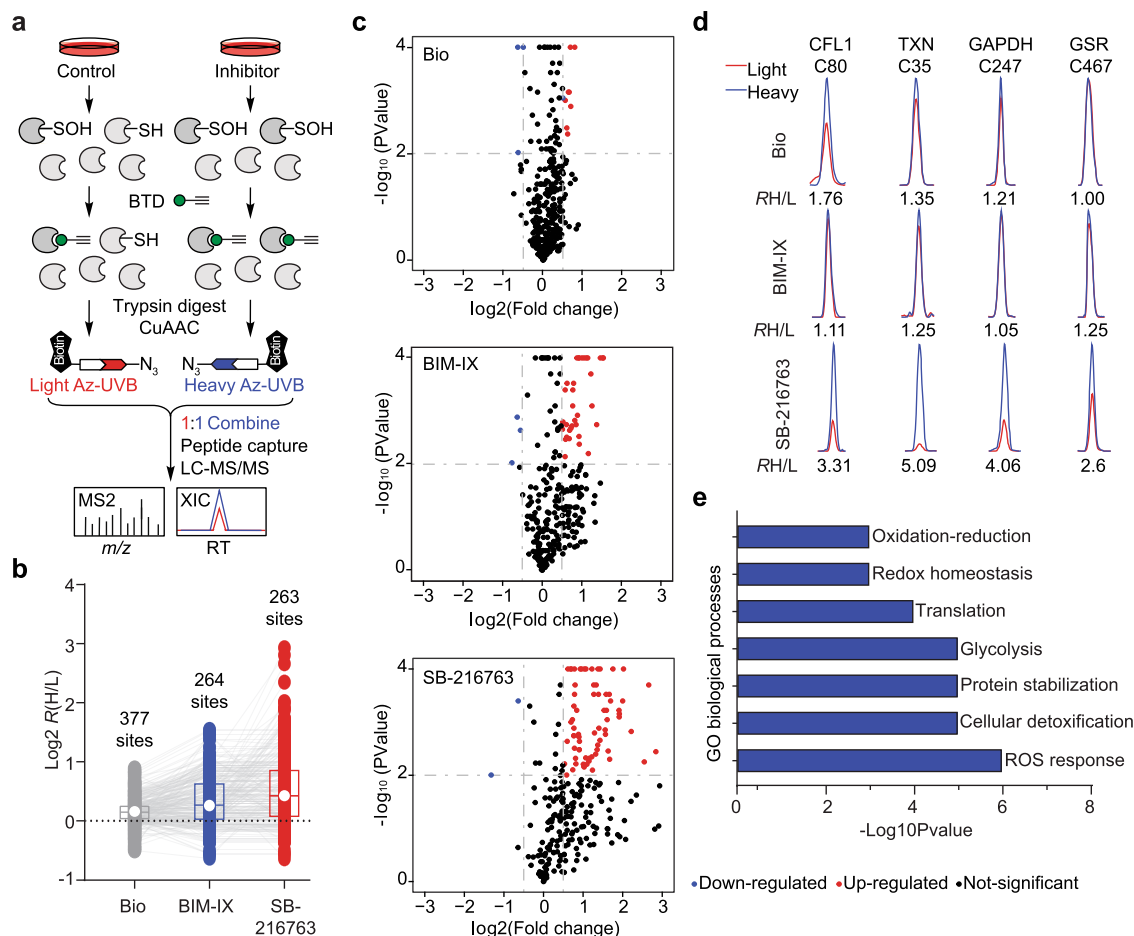 a
Control
Inhibitor
SOH
SH
SOH
SOH
BTD
SH
Trypsin digest
CuAAC
Biotin
N3
N3
Biotin
Light Az-UVB
Heavy Az-UVB
1:1 Combine
Peptide capture
LC-MS/MS
MS2
XIC
m/z
RT
b
Log2 R(H/L)
4
3
2
1
0
-1
377
sites
264
sites
263
sites
Bio
BIM-IX
SB-
216763
c
Bio
-log10 (PValue)
4
2
0
−3 −2 −1 0 1 2 3
log2(Fold change)
BIM-IX
-log10 (PValue)
4
2
0
−3 −2 −1 0 1 2 3
log2(Fold change)
SB-216763
-log10 (PValue)
4
2
0
−3 −2 −1 0 1 2 3
log2(Fold change)
d
Light
Heavy
CFL1 TXN GAPDH GSR
C80 C35 C247 C467
Bio
RH/L 1.76 1.35 1.21 1.00
BIM-IX
RH/L 1.11 1.25 1.05 1.25
SB-216763
RH/L 3.31 5.09 4.06 2.6
e
GO biological processes
Oxidation-reduction
Redox homeostasis
Translation
Glycolysis
Protein stabilization
Cellular detoxification
ROS response
0 2 4 6 8
-Log10Pvalue
Down-regulated Up-regulated Not-significant